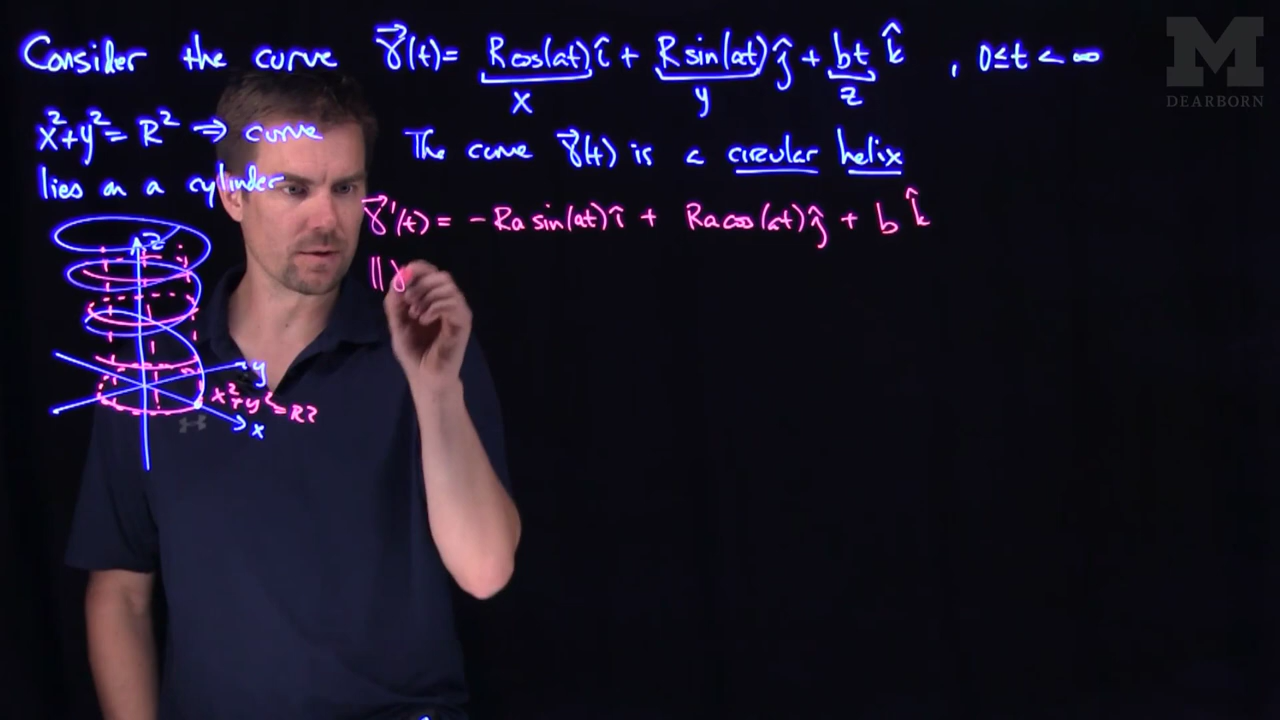 Consider the curve γ⃗(t) = Rcos(at)î + Rsin(at)ĵ + bt k̂ , 0≤t<∞
x y z
M
DEARBORN
x²+y² = R² ⇒ curve
lies on a cylinder
The curve γ⃗(t) is a circular helix
γ⃗'(t) = -Ra sin(at)î + Ra cos(at)ĵ + b k̂
||γ
z
y
x²+y²=R²
x